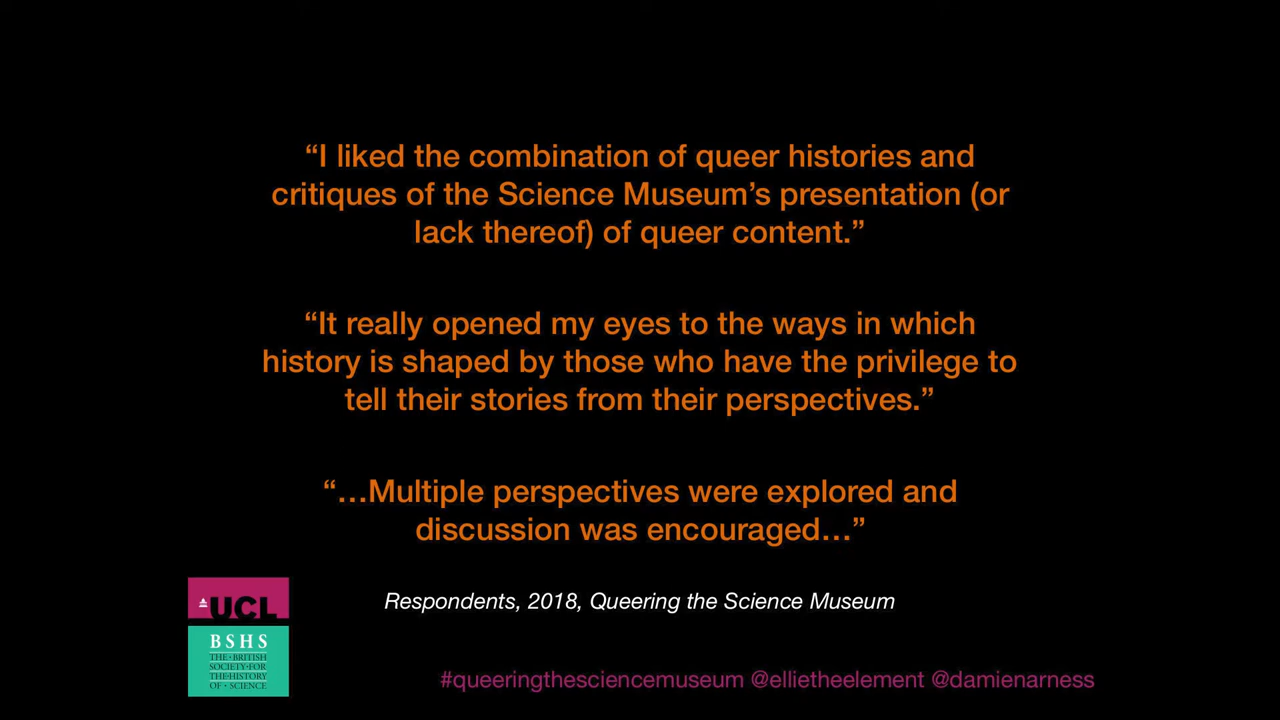 “I liked the combination of queer histories and
critiques of the Science Museum’s presentation (or
lack thereof) of queer content.”
“It really opened my eyes to the ways in which
history is shaped by those who have the privilege to
tell their stories from their perspectives.”
“…Multiple perspectives were explored and
discussion was encouraged…”
Respondents, 2018, Queering the Science Museum
UCL
BSHS
THE·BRITISH
SOCIETY·FOR
THE·HISTORY
OF·SCIENCE
#queeringthesciencemuseum @ellietheelement @damienarness